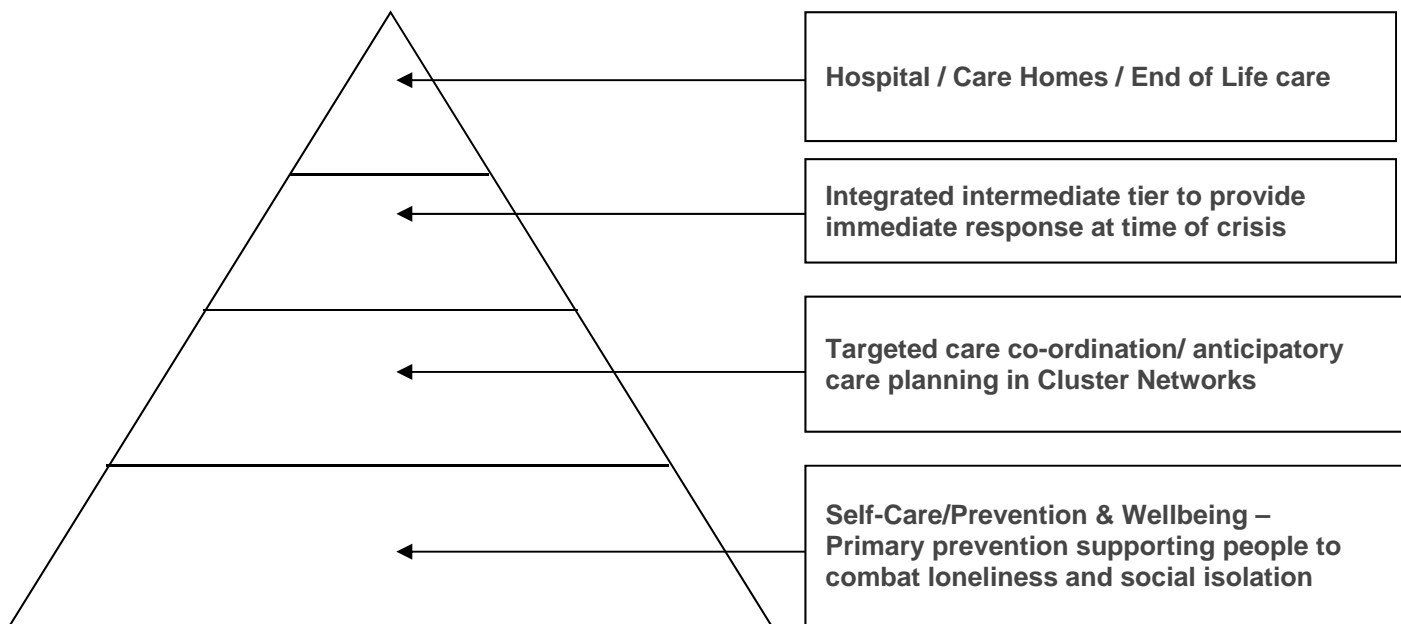 Hospital / Care Homes / End of Life care
Integrated intermediate tier to provide
immediate response at time of crisis
Targeted care co-ordination/ anticipatory
care planning in Cluster Networks
Self-Care/Prevention & Wellbeing –
Primary prevention supporting people to
combat loneliness and social isolation